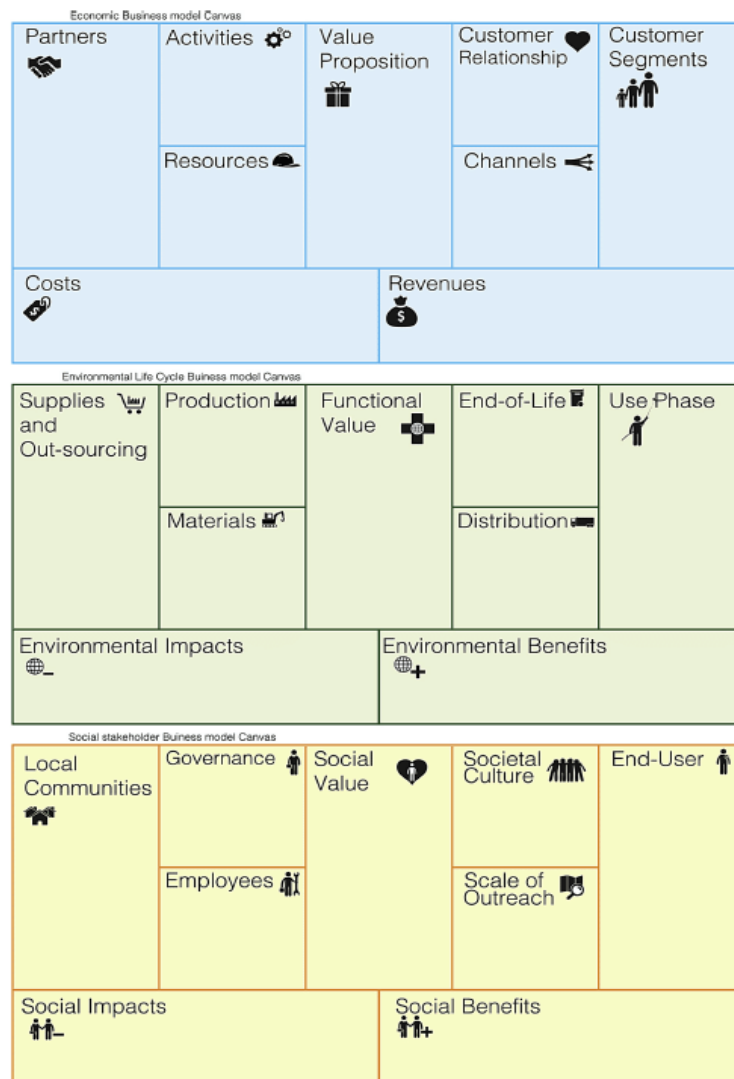 Economic Business model Canvas
Partners
Activities
Value
Proposition
Customer
Relationship
Customer
Segments
Resources
Channels
Costs
$
Revenues
$
Environmental Life Cycle Buiness model Canvas
Supplies
and
Out-sourcing
Production
Functional
Value
End-of-Life
Use Phase
Materials
Distribution
Environmental Impacts
Environmental Benefits
Social stakeholder Buiness model Canvas
Local
Communities
Governance
Social
Value
Societal
Culture
End-User
Employees
Scale of
Outreach
Social Impacts
Social Benefits